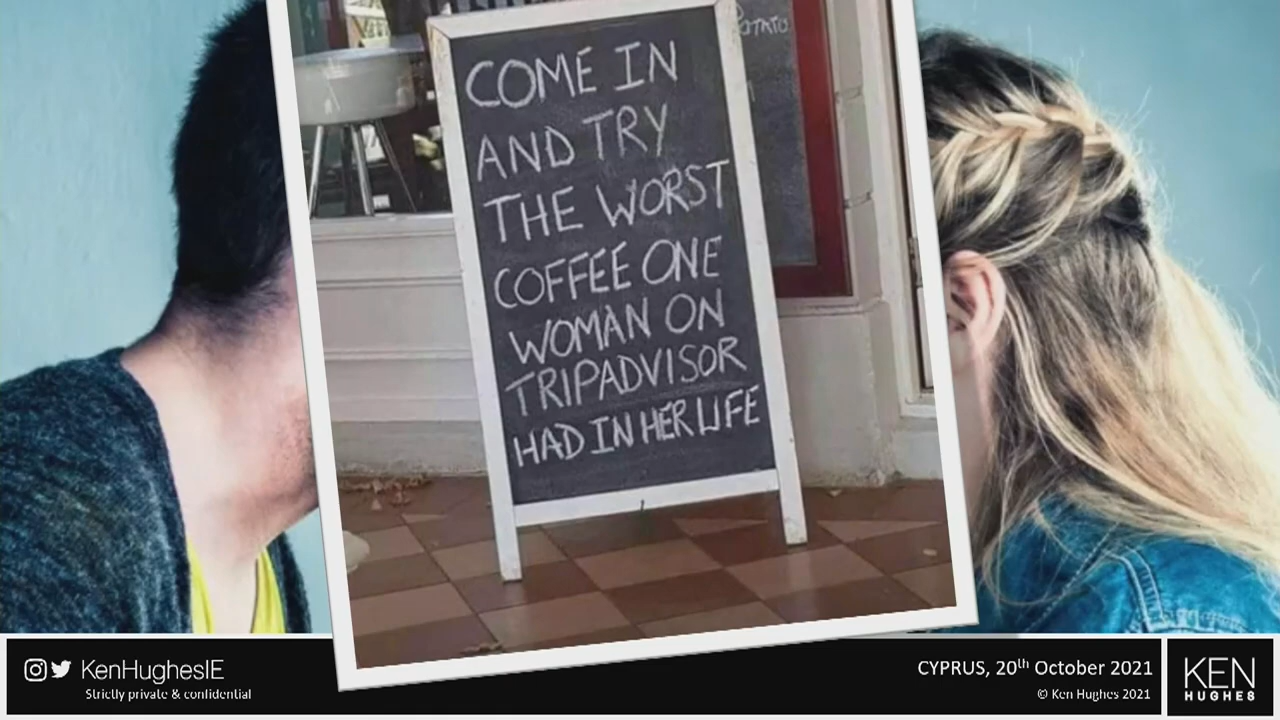 POTATO
COME IN
AND TRY
THE WORST
COFFEE ONE
WOMAN ON
TRIPADVISOR
HAD IN HER LIFE
KenHughesIE
Strictly private & confidential
CYPRUS, 20th October 2021
© Ken Hughes 2021
KEN
HUGHES